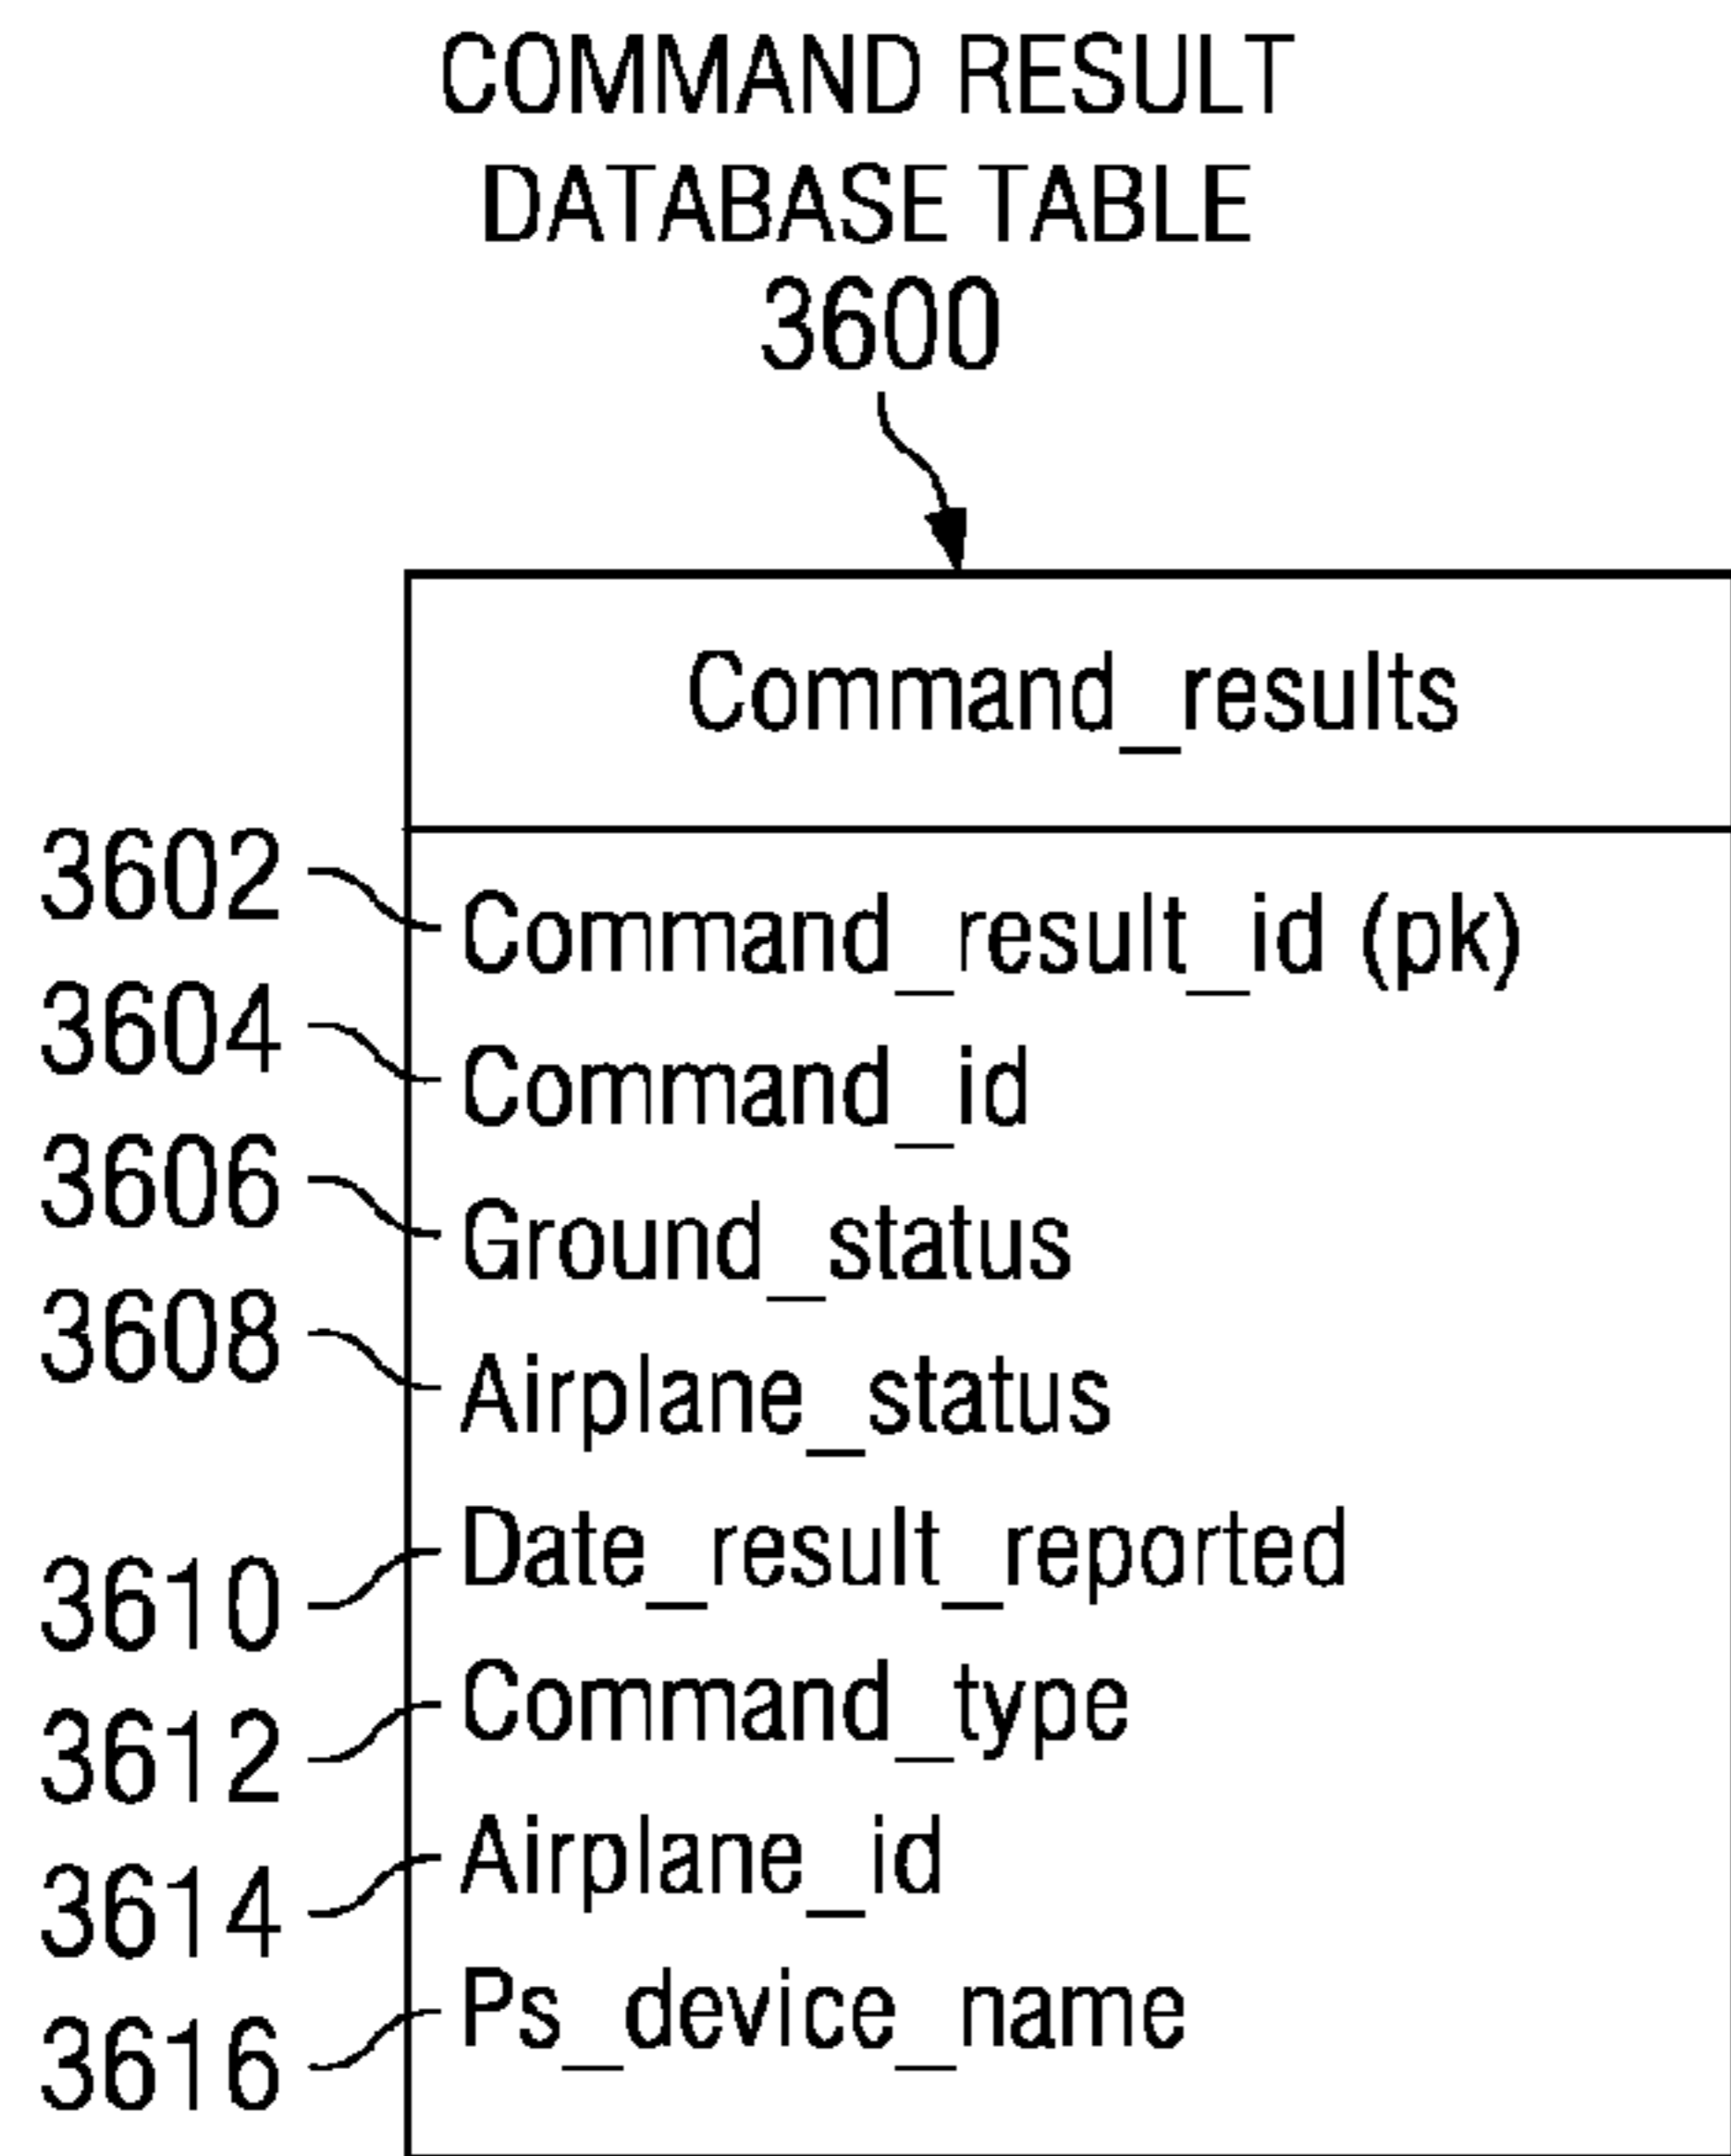 COMMAND RESULT
DATABASE TABLE
3600
Command_results
3602 Command_result_id (pk)
3604 Command_id
3606 Ground_status
3608 Airplane_status
3610 Date_result_reported
3612 Command_type
3614 Airplane_id
3616 Ps_device_name